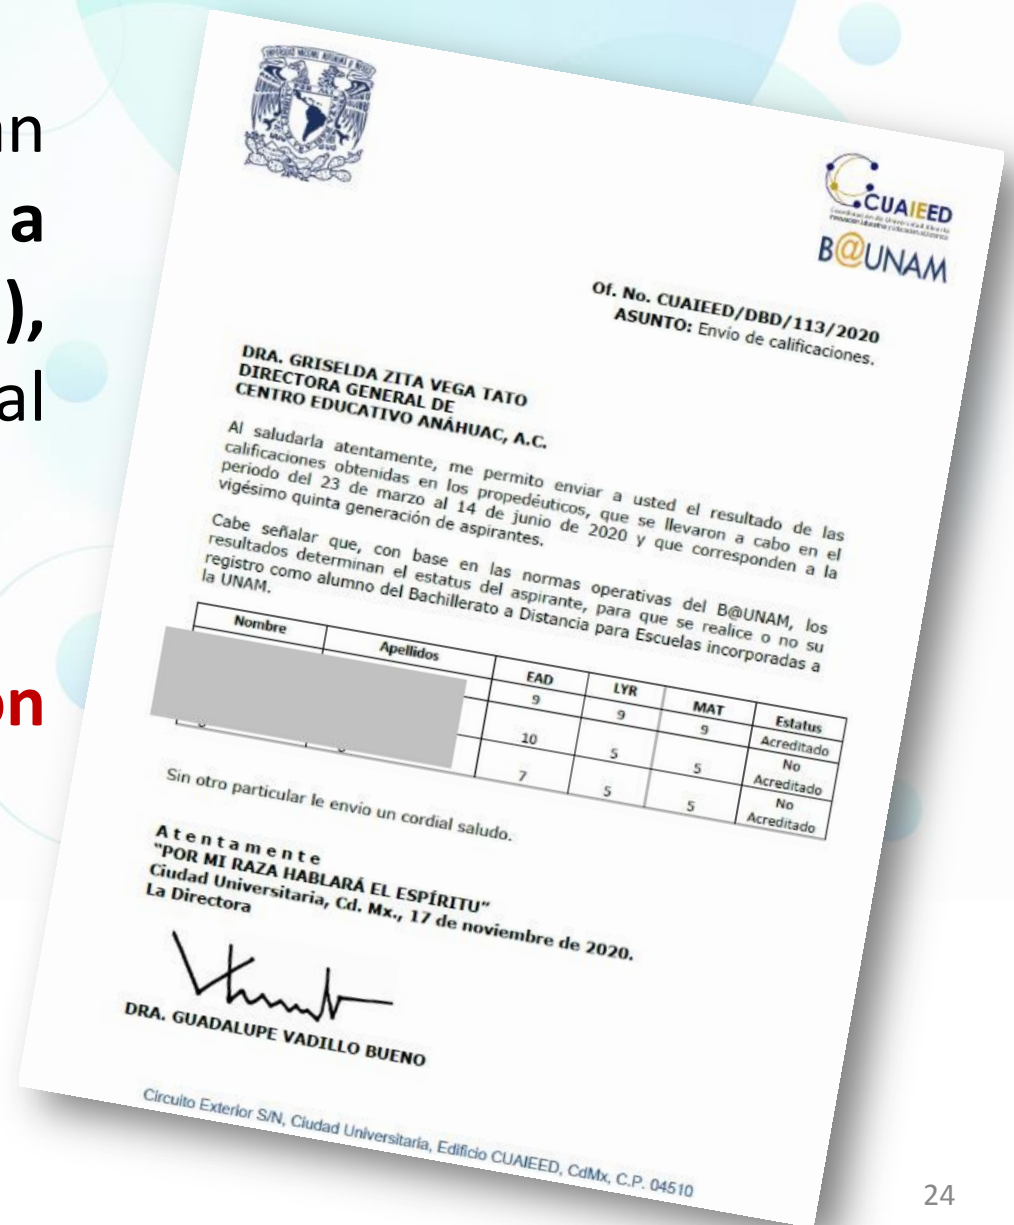 an
a
),
al
on
CUAIEED
B@UNAM
Of. No. CUAIEED/DBD/113/2020
ASUNTO: Envio de calificaciones.
DRA. GRISELDA ZITA VEGA TATO
DIRECTORA GENERAL DE
CENTRO EDUCATIVO ANÁHUAC, A.C.
Al saludarla atentamente, me permito enviar a usted el resultado de las
calificaciones obtenidas en los propedéuticos, que se llevaron a cabo en el
periodo del 23 de marzo al 14 de junio de 2020 y que corresponden a la
vigésimo quinta generación de aspirantes.
Cabe señalar que, con base en las normas operativas del B@UNAM, los
resultados determinan el estatus del aspirante, para que se realice o no su
registro como alumno del Bachillerato a Distancia para Escuelas incorporadas a
la UNAM.
Nombre Apellidos EAD LYR MAT Estatus
9 9 9 Acreditado
10 5 5 No
Acreditado
7 5 5 No
Acreditado
Sin otro particular le envio un cordial saludo.
A t e n t a m e n t e
"POR MI RAZA HABLARÁ EL ESPÍRITU"
Ciudad Universitaria, Cd. Mx., 17 de noviembre de 2020.
La Directora
DRA. GUADALUPE VADILLO BUENO
Circuito Exterior S/N, Ciudad Universitaria, Edificio CUAIEED, CdMx, C.P. 04510
24